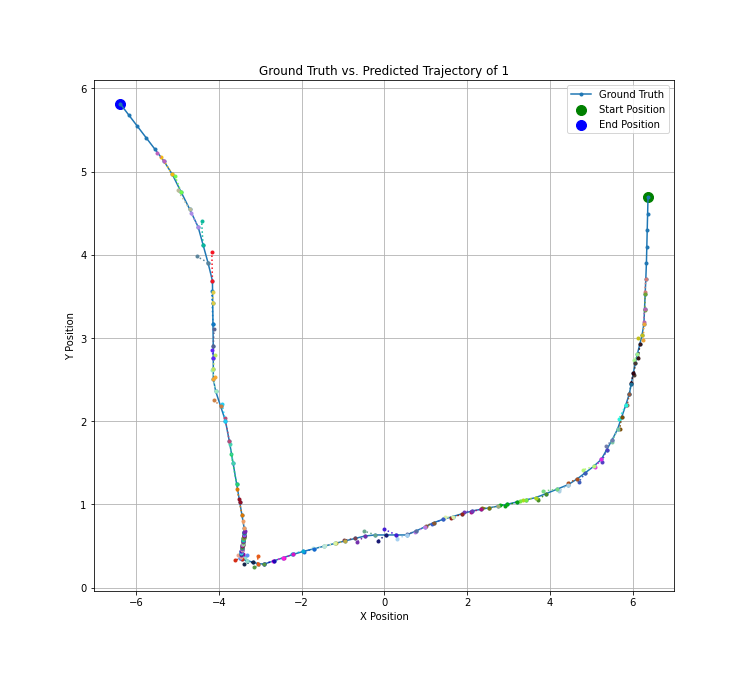 Ground Truth vs. Predicted Trajectory of 1
Ground Truth
Start Position
End Position
6
5
4
3
2
1
0
Y Position
−6 −4 −2 0 2 4 6
X Position